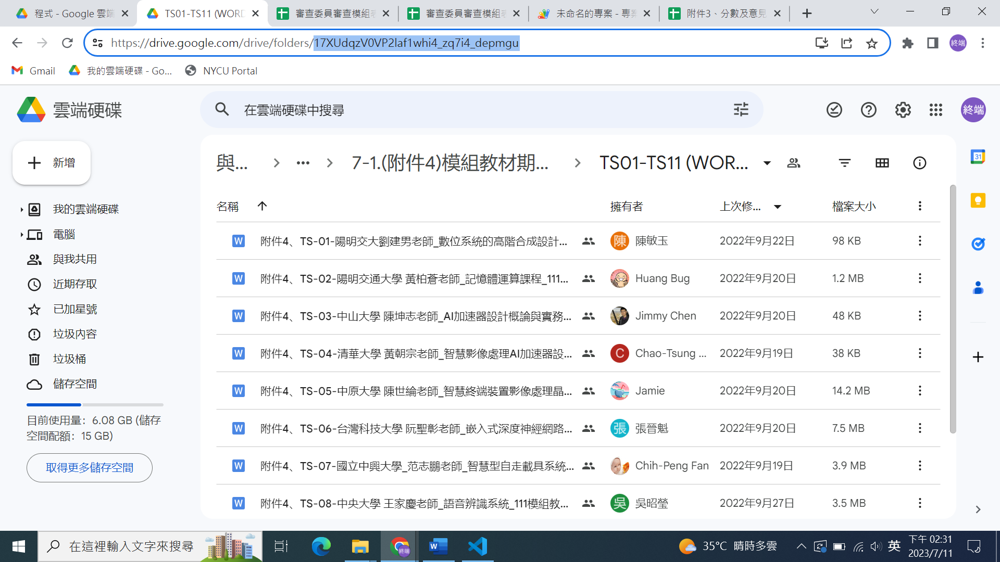 程式 - Google 雲端
TS01-TS11 (WORD
審查委員審查模組表
審查委員審查模組表
未命名的專案 - 專案
附件3、分數及意見
https://drive.google.com/drive/folders/17XUdqzV0VP2laf1whi4_zq7i4_depmgu
終端
Gmail
我的雲端硬碟 - Go...
NYCU Portal
雲端硬碟
在雲端硬碟中搜尋
終端
新增
與... 7-1.(附件4)模組教材期... TS01-TS11 (WOR...
名稱 擁有者 上次修... 檔案大小
我的雲端硬碟
電腦
與我共用
近期存取
已加星號
垃圾內容
垃圾桶
儲存空間
目前使用量：6.08 GB (儲存
空間配額：15 GB)
取得更多儲存空間
W 附件4、TS-01-陽明交大劉建男老師_數位系統的高階合成設計... 陳 陳敏玉 2022年9月22日 98 KB
W 附件4、TS-02-陽明交通大學 黃柏蒼老師_記憶體運算課程_111... Huang Bug 2022年9月20日 1.2 MB
W 附件4、TS-03-中山大學 陳坤志老師_AI加速器設計概論與實務... Jimmy Chen 2022年9月20日 48 KB
W 附件4、TS-04-清華大學 黃朝宗老師_智慧影像處理AI加速器設... C Chao-Tsung ... 2022年9月19日 38 KB
W 附件4、TS-05-中原大學 陳世綸老師_智慧終端裝置影像處理晶... Jamie 2022年9月20日 14.2 MB
W 附件4、TS-06-台灣科技大學 阮聖彰老師_嵌入式深度神經網路... 張 張晉魁 2022年9月20日 7.5 MB
W 附件4、TS-07-國立中興大學_范志鵬老師_智慧型自走載具系統... Chih-Peng Fan 2022年9月19日 3.9 MB
W 附件4、TS-08-中央大學 王家慶老師_語音辨識系統_111模組教... 吳 吳昭瑩 2022年9月27日 3.5 MB
31
在這裡輸入文字來搜尋
終端
W
35°C 晴時多雲
英
下午 02:31
2023/7/11